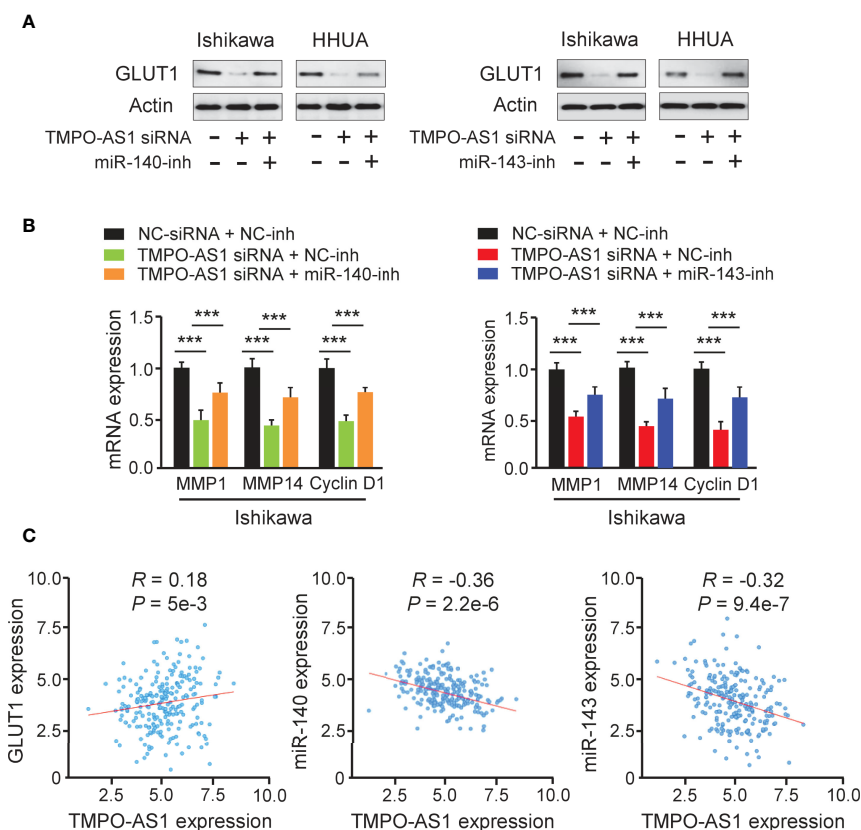 A
Ishikawa HHUA
GLUT1
Actin
TMPO-AS1 siRNA - + + - + +
miR-140-inh - - + - - +
Ishikawa HHUA
GLUT1
Actin
TMPO-AS1 siRNA - + + - + +
miR-143-inh - - + - - +
B
NC-siRNA + NC-inh
TMPO-AS1 siRNA + NC-inh
TMPO-AS1 siRNA + miR-140-inh
mRNA expression
1.5
1.0
0.5
0.0
*** *** ***
*** *** ***
MMP1 MMP14 Cyclin D1
Ishikawa
NC-siRNA + NC-inh
TMPO-AS1 siRNA + NC-inh
TMPO-AS1 siRNA + miR-143-inh
mRNA expression
1.5
1.0
0.5
0.0
*** *** ***
*** *** ***
MMP1 MMP14 Cyclin D1
Ishikawa
C
R = 0.18
P = 5e-3
GLUT1 expression
10.0
7.5
5.0
2.5
0
2.5 5.0 7.5 10.0
TMPO-AS1 expression
R = -0.36
P = 2.2e-6
miR-140 expression
10.0
7.5
5.0
2.5
0
2.5 5.0 7.5 10.0
TMPO-AS1 expression
R = -0.32
P = 9.4e-7
miR-143 expression
10.0
7.5
5.0
2.5
0
2.5 5.0 7.5 10.0
TMPO-AS1 expression